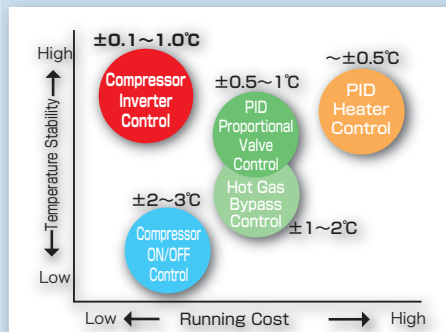 ±0.1～1.0℃
High
Compressor
Inverter
Control
±0.5～1℃
PID
Proportional
Valve
Control
～±0.5℃
PID
Heater
Control
Temperature Stability
Hot Gas
Bypass
Control
±1～2℃
±2～3℃
Compressor
ON/OFF
Control
Low
Low ← Running Cost → High